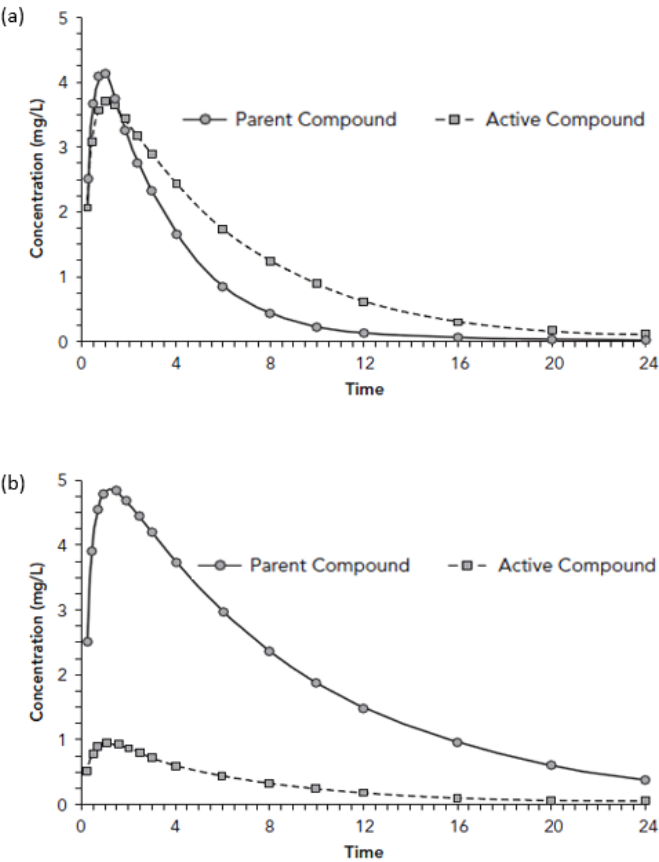 (a)
5
4
3
2
1
0
Concentration (mg/L)
Parent Compound
Active Compound
0 4 8 12 16 20 24
Time
(b)
5
4
3
2
1
0
Concentration (mg/L)
Parent Compound
Active Compound
0 4 8 12 16 20 24
Time